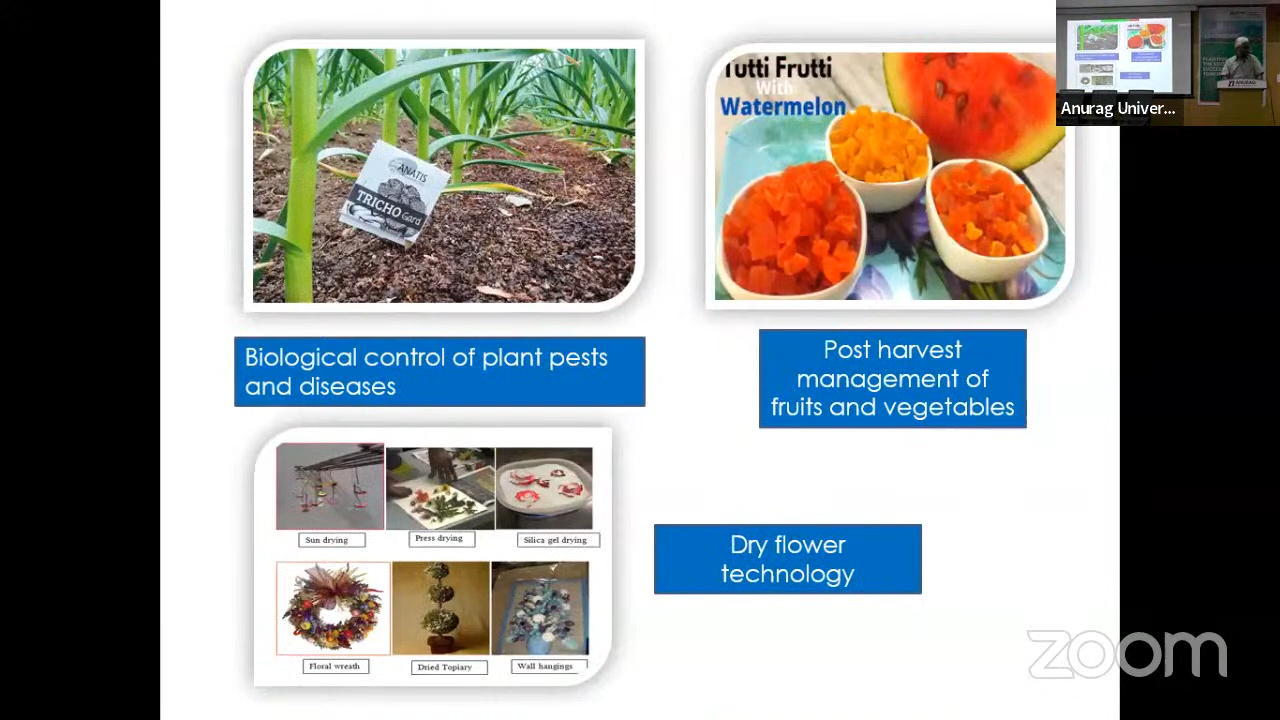 Tutti Frutti
With
Watermelon
Anurag Univer...
ANATIS
TRICHO Gard
Biological control of plant pests
and diseases
Post harvest
management of
fruits and vegetables
Sun drying
Press drying
Silica gel drying
Floral wreath
Dried Topiary
Wall hangings
Dry flower
technology
zoom